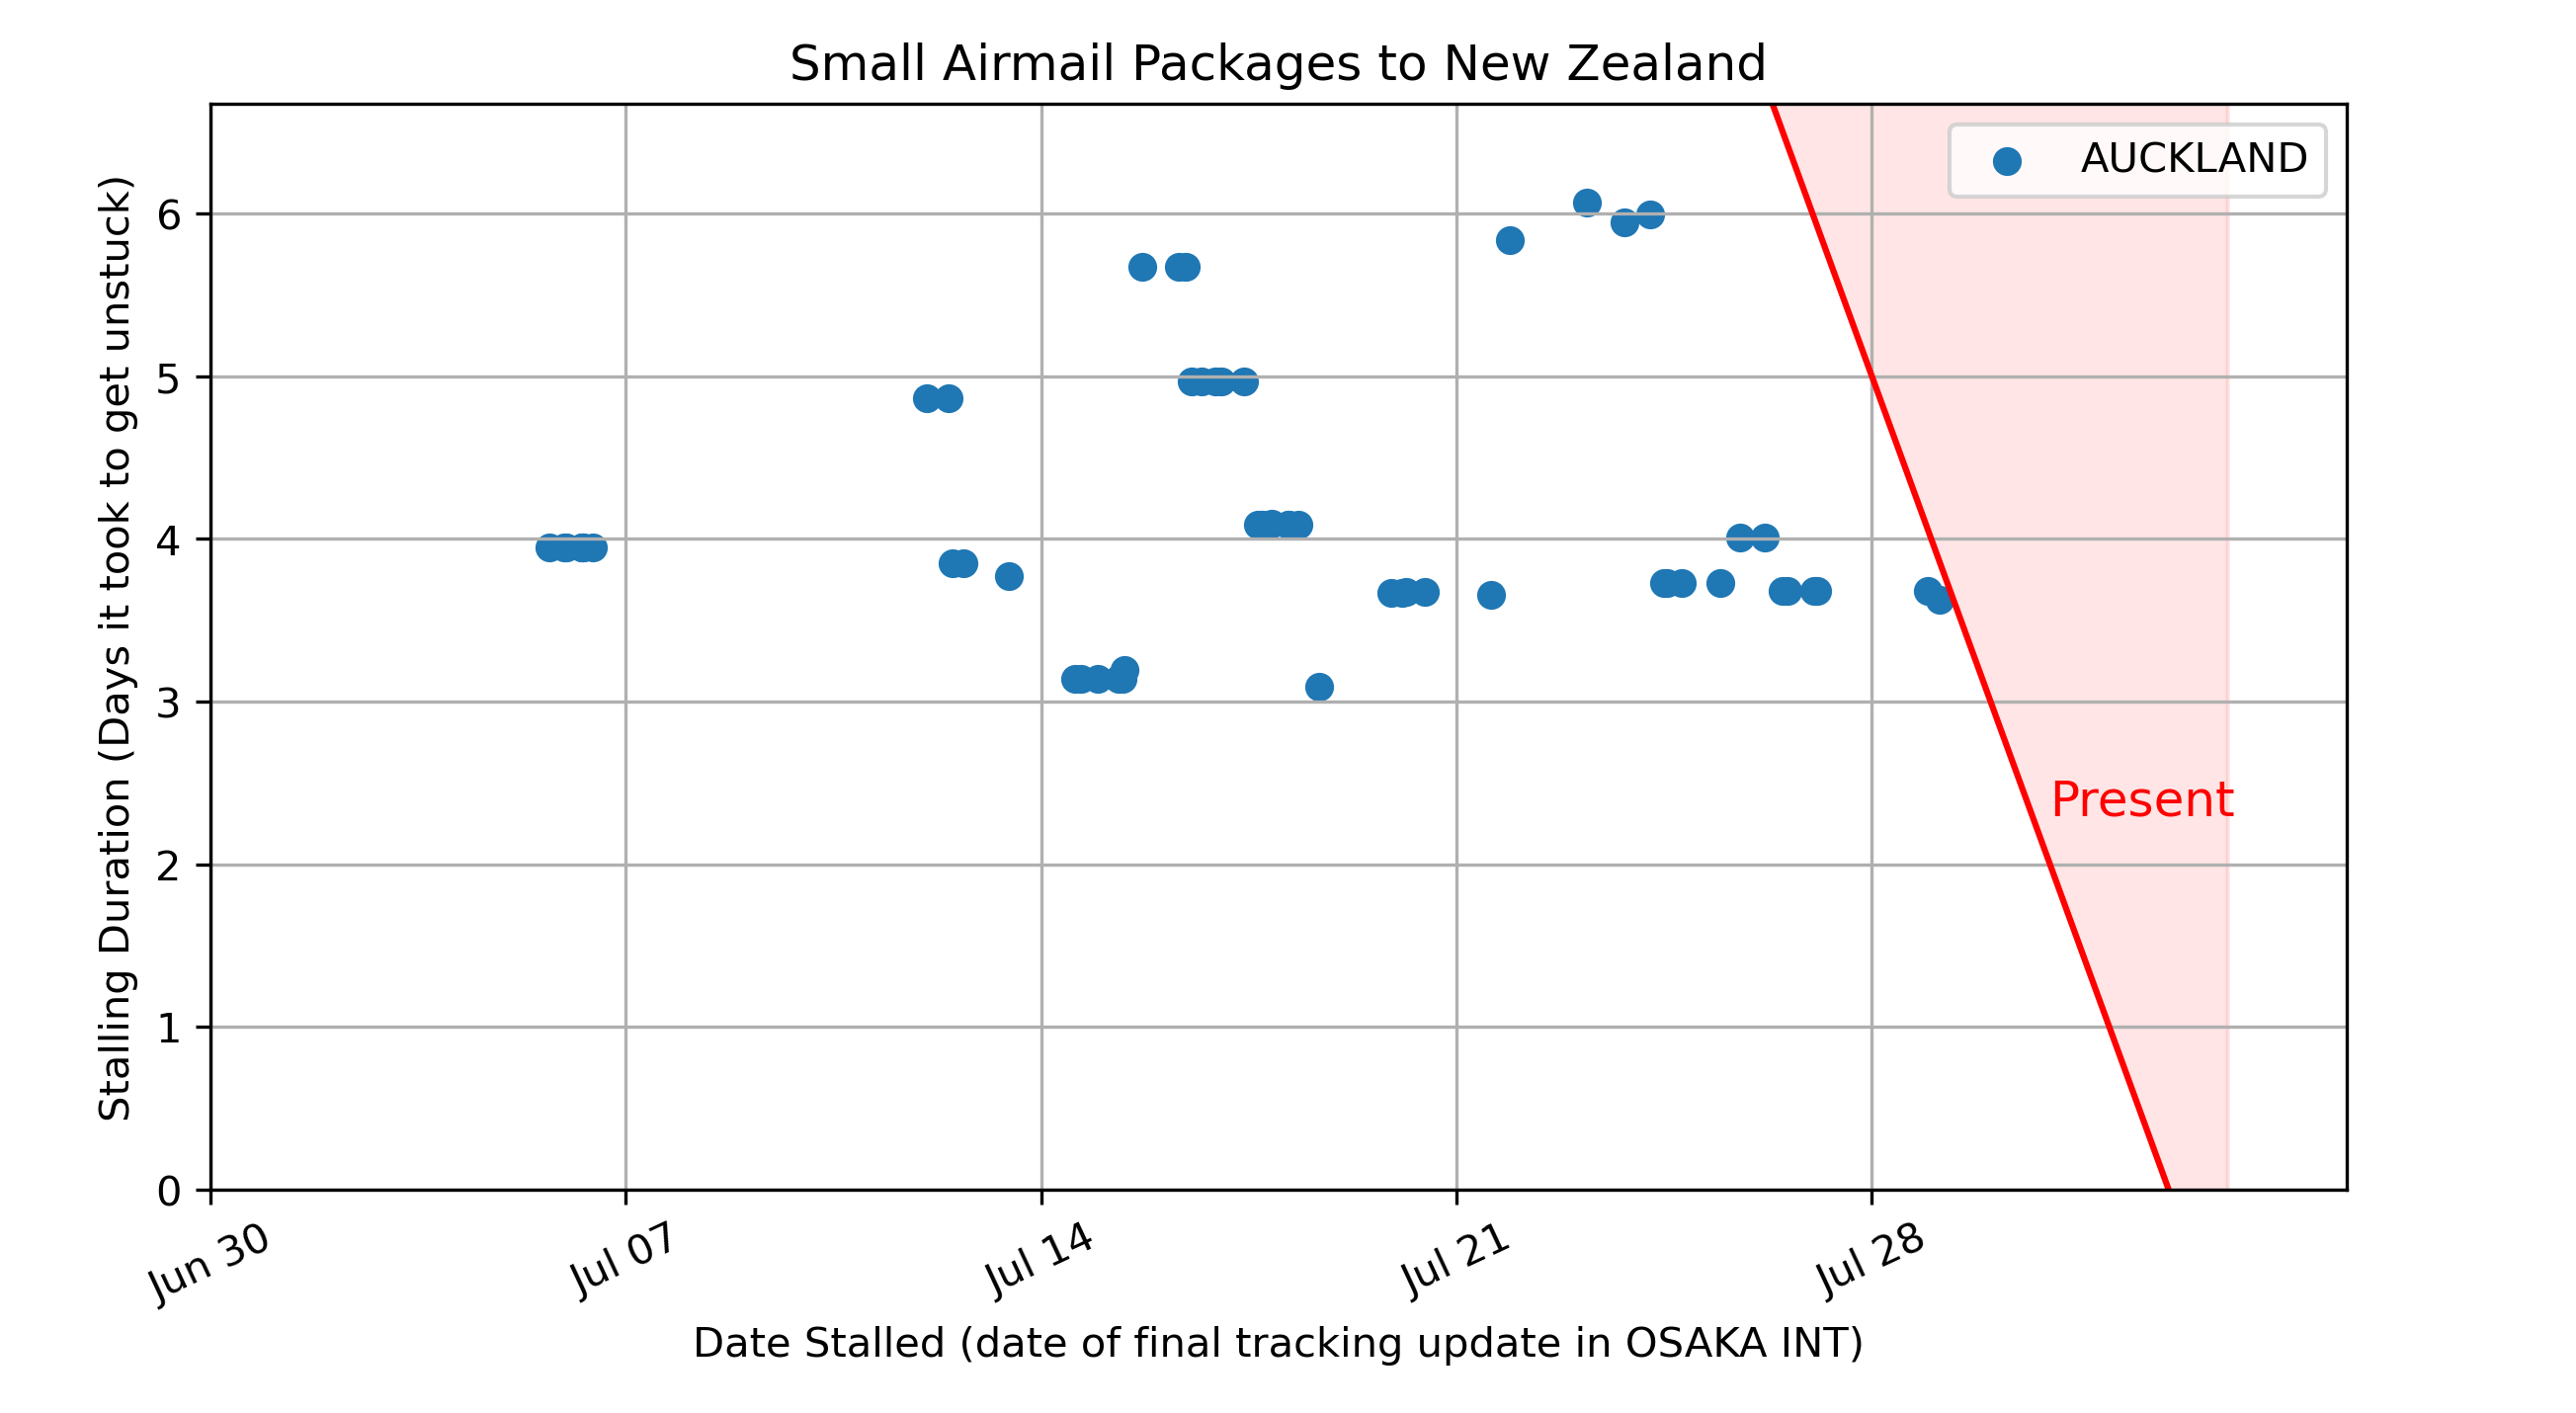 Small Airmail Packages to New Zealand
AUCKLAND
Stalling Duration (Days it took to get unstuck)
6
5
4
3
2
1
0
Present
Jun 30
Jul 07
Jul 14
Jul 21
Jul 28
Date Stalled (date of final tracking update in OSAKA INT)